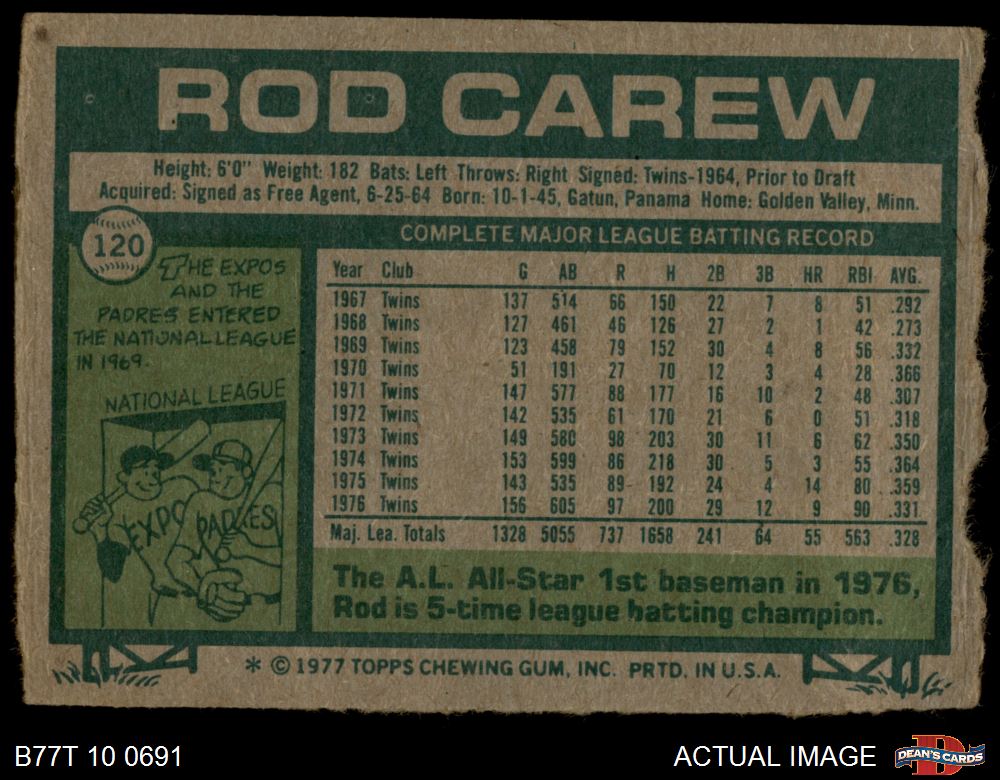 ROD CAREW
Height: 6'0" Weight: 182 Bats: Left Throws: Right Signed: Twins-1964, Prior to Draft
Acquired: Signed as Free Agent, 6-25-64 Born: 10-1-45, Gatun, Panama Home: Golden Valley, Minn.
120
THE EXPOS
AND THE
PADRES ENTERED
THE NATIONAL LEAGUE
IN 1969.
NATIONAL LEAGUE
EXPO
PADRES
COMPLETE MAJOR LEAGUE BATTING RECORD
Year Club G AB R H 2B 3B HR RBI AVG.
1967 Twins 137 514 66 150 22 7 8 51 .292
1968 Twins 127 461 46 126 27 2 1 42 .273
1969 Twins 123 458 79 152 30 4 8 56 .332
1970 Twins 51 191 27 70 12 3 4 28 .366
1971 Twins 147 577 88 177 16 10 2 48 .307
1972 Twins 142 535 61 170 21 6 0 51 .318
1973 Twins 149 580 98 203 30 11 6 62 .350
1974 Twins 153 599 86 218 30 5 3 55 .364
1975 Twins 143 535 89 192 24 4 14 80 .359
1976 Twins 156 605 97 200 29 12 9 90 .331
Maj. Lea. Totals 1328 5055 737 1658 241 64 55 563 .328
The A.L. All-Star 1st baseman in 1976,
Rod is 5-time league batting champion.
* © 1977 TOPPS CHEWING GUM, INC. PRTD. IN U.S.A.
B77T 10 0691
ACTUAL IMAGE
D
DEAN'S CARDS